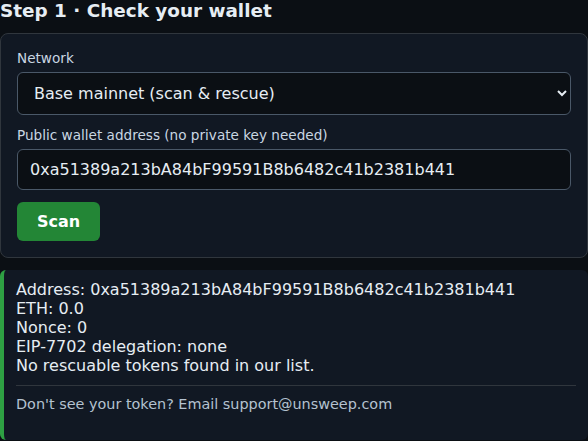 Step 1 · Check your wallet
Network
Base mainnet (scan & rescue)
Public wallet address (no private key needed)
0xa51389a213bA84bF99591B8b6482c41b2381b441
Scan
Address: 0xa51389a213bA84bF99591B8b6482c41b2381b441
ETH: 0.0
Nonce: 0
EIP-7702 delegation: none
No rescuable tokens found in our list.
Don't see your token? Email support@unsweep.com